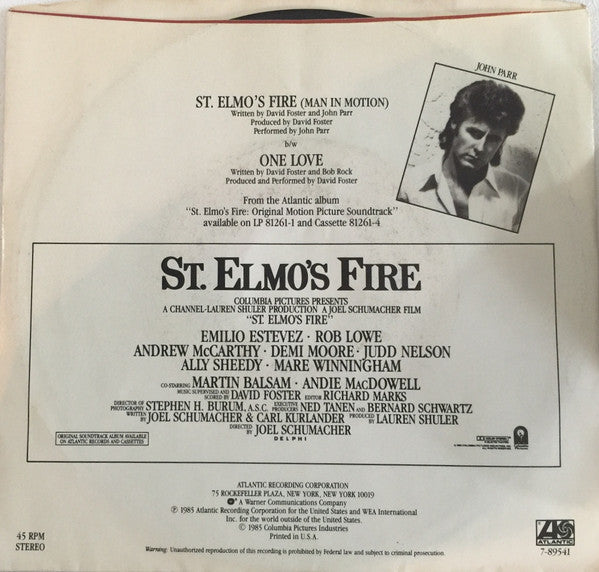 JOHN PARR
ST. ELMO'S FIRE (MAN IN MOTION)
Written by David Foster and John Parr
Produced by David Foster
Performed by John Parr
b/w
ONE LOVE
Written by David Foster and Bob Rock
Produced and Performed by David Foster
From the Atlantic album
"St. Elmo's Fire: Original Motion Picture Soundtrack"
available on LP 81261-1 and Cassette 81261-4
ST. ELMO'S FIRE
COLUMBIA PICTURES PRESENTS
A CHANNEL-LAUREN SHULER PRODUCTION A JOEL SCHUMACHER FILM
"ST. ELMO'S FIRE"
EMILIO ESTEVEZ · ROB LOWE
ANDREW McCARTHY · DEMI MOORE · JUDD NELSON
ALLY SHEEDY · MARE WINNINGHAM
CO-STARRING MARTIN BALSAM · ANDIE MacDOWELL
MUSIC SUPERVISED AND SCORED BY DAVID FOSTER EDITOR RICHARD MARKS
DIRECTOR OF PHOTOGRAPHY STEPHEN H. BURUM, A.S.C. EXECUTIVE PRODUCERS NED TANEN AND BERNARD SCHWARTZ
WRITTEN BY JOEL SCHUMACHER & CARL KURLANDER PRODUCED BY LAUREN SHULER
DIRECTED BY JOEL SCHUMACHER
DELPHI
ORIGINAL SOUNDTRACK ALBUM AVAILABLE
ON ATLANTIC RECORDS AND CASSETTES
ATLANTIC RECORDING CORPORATION
75 ROCKEFELLER PLAZA, NEW YORK, NEW YORK 10019
A Warner Communications Company
℗ 1985 Atlantic Recording Corporation for the United States and WEA International
Inc. for the world outside of the United States.
© 1985 Columbia Pictures Industries
Printed in U.S.A.
45 RPM
STEREO
ATLANTIC
7-89541
Warning: Unauthorized reproduction of this recording is prohibited by Federal law and subject to criminal prosecution.